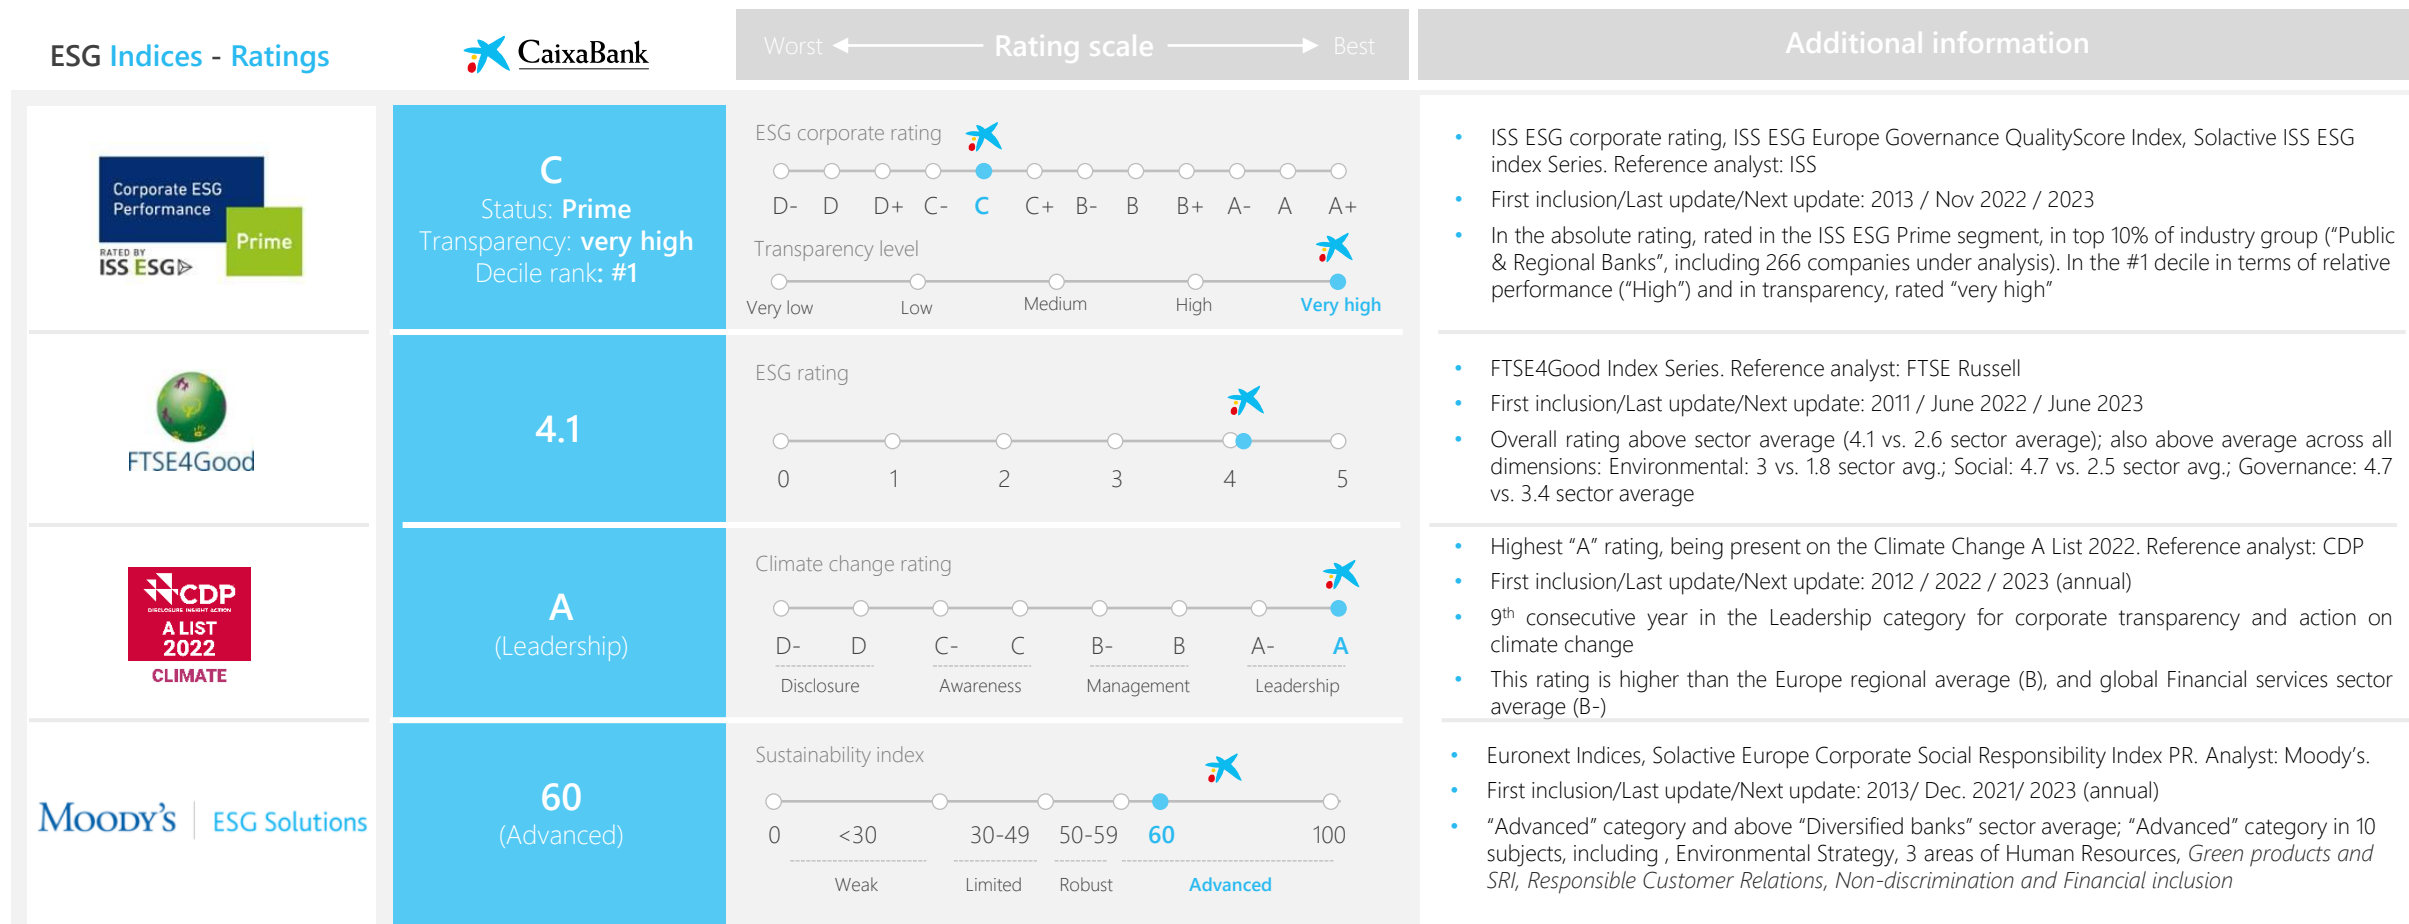 ESG Indices - Ratings
CaixaBank
Worst Rating scale Best
Additional information
Corporate ESG
Performance
Prime
RATED BY
ISS ESG
C
Status: Prime
Transparency: very high
Decile rank: #1
ESG corporate rating
D- D D+ C- C C+ B- B B+ A- A A+
Transparency level
Very low Low Medium High Very high
• ISS ESG corporate rating, ISS ESG Europe Governance QualityScore Index, Solactive ISS ESG
index Series. Reference analyst: ISS
• First inclusion/Last update/Next update: 2013 / Nov 2022 / 2023
• In the absolute rating, rated in the ISS ESG Prime segment, in top 10% of industry group (“Public
& Regional Banks”, including 266 companies under analysis). In the #1 decile in terms of relative
performance (“High”) and in transparency, rated “very high”
FTSE4Good
4.1
ESG rating
0 1 2 3 4 5
• FTSE4Good Index Series. Reference analyst: FTSE Russell
• First inclusion/Last update/Next update: 2011 / June 2022 / June 2023
• Overall rating above sector average (4.1 vs. 2.6 sector average); also above average across all
dimensions: Environmental: 3 vs. 1.8 sector avg.; Social: 4.7 vs. 2.5 sector avg.; Governance: 4.7
vs. 3.4 sector average
CDP
DISCLOSURE INSIGHT ACTION
A LIST
2022
CLIMATE
A
(Leadership)
Climate change rating
D- D C- C B- B A- A
Disclosure Awareness Management Leadership
• Highest “A” rating, being present on the Climate Change A List 2022. Reference analyst: CDP
• First inclusion/Last update/Next update: 2012 / 2022 / 2023 (annual)
• 9th consecutive year in the Leadership category for corporate transparency and action on
climate change
• This rating is higher than the Europe regional average (B), and global Financial services sector
average (B-)
MOODY’S ESG Solutions
60
(Advanced)
Sustainability index
0 <30 30-49 50-59 60 100
Weak Limited Robust Advanced
• Euronext Indices, Solactive Europe Corporate Social Responsibility Index PR. Analyst: Moody’s.
• First inclusion/Last update/Next update: 2013/ Dec. 2021/ 2023 (annual)
• “Advanced” category and above “Diversified banks” sector average; “Advanced” category in 10
subjects, including , Environmental Strategy, 3 areas of Human Resources, Green products and
SRI, Responsible Customer Relations, Non-discrimination and Financial inclusion